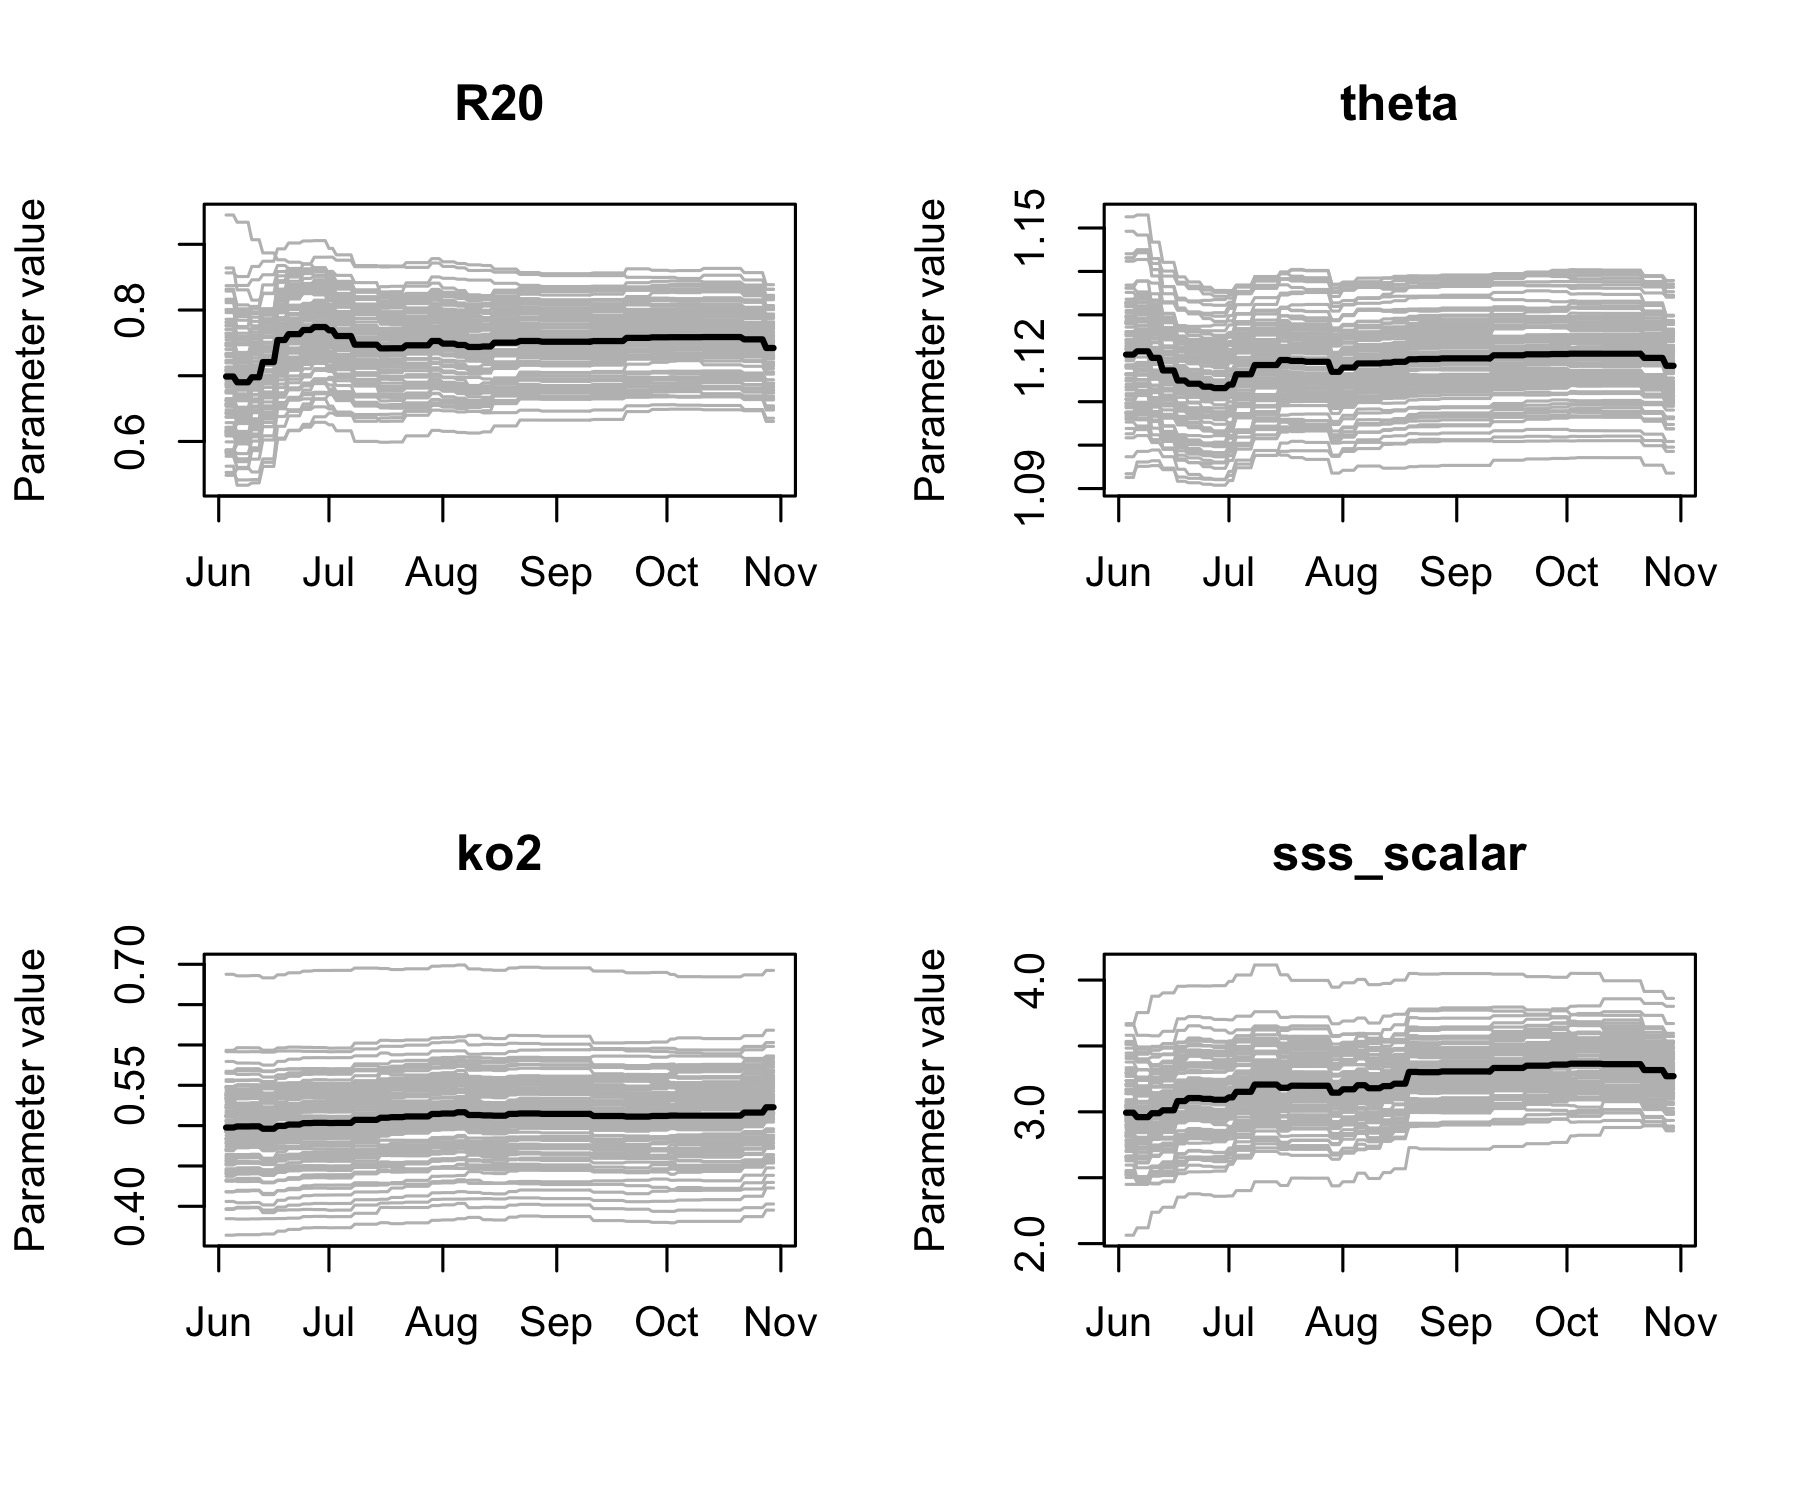 R20
Parameter value
0.6 0.8
Jun Jul Aug Sep Oct Nov
theta
Parameter value
1.09 1.12 1.15
Jun Jul Aug Sep Oct Nov
ko2
Parameter value
0.40 0.55 0.70
Jun Jul Aug Sep Oct Nov
sss_scalar
Parameter value
2.0 3.0 4.0
Jun Jul Aug Sep Oct Nov